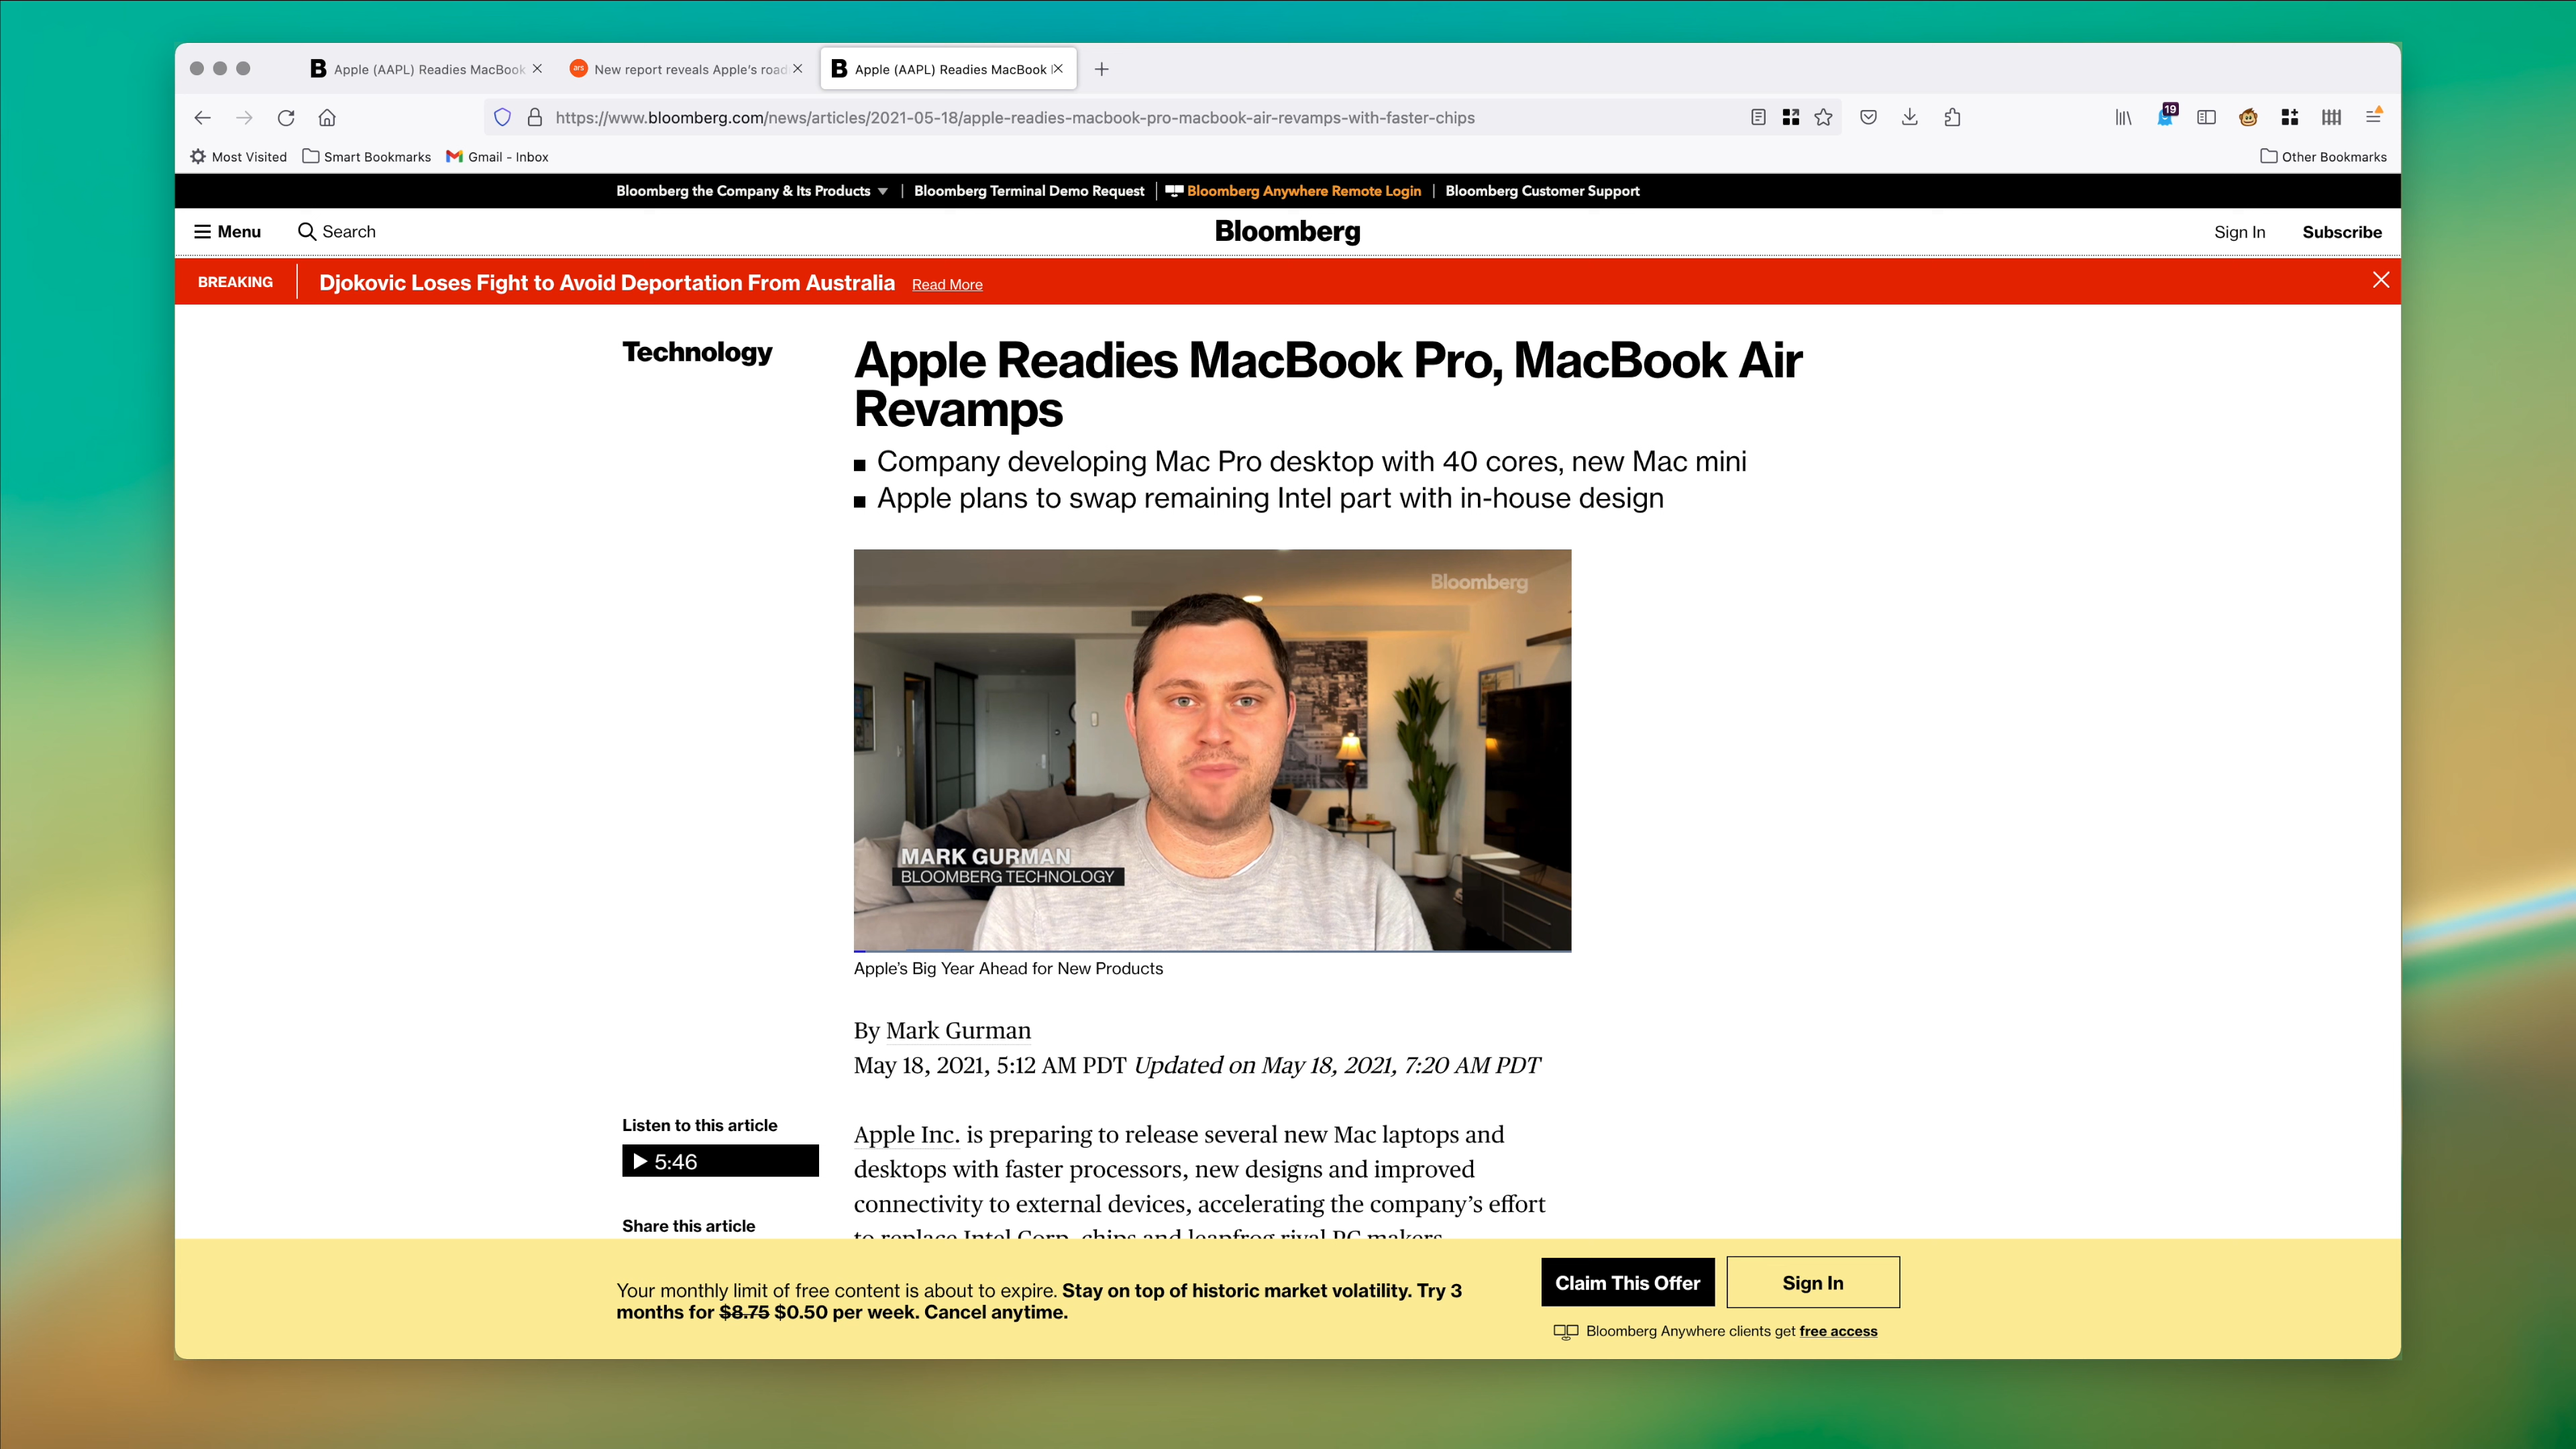 Apple (AAPL) Readies MacBook
New report reveals Apple's road
Apple (AAPL) Readies MacBook
https://www.bloomberg.com/news/articles/2021-05-18/apple-readies-macbook-pro-macbook-air-revamps-with-faster-chips
19
Most Visited
Smart Bookmarks
Gmail - Inbox
Other Bookmarks
Bloomberg the Company & Its Products
Bloomberg Terminal Demo Request
Bloomberg Anywhere Remote Login
Bloomberg Customer Support
Menu
Search
Bloomberg
Sign In
Subscribe
BREAKING
Djokovic Loses Fight to Avoid Deportation From Australia
Read More
Technology
Apple Readies MacBook Pro, MacBook Air
Revamps
Company developing Mac Pro desktop with 40 cores, new Mac mini
Apple plans to swap remaining Intel part with in-house design
Bloomberg
MARK GURMAN
BLOOMBERG TECHNOLOGY
Apple's Big Year Ahead for New Products
By Mark Gurman
May 18, 2021, 5:12 AM PDT Updated on May 18, 2021, 7:20 AM PDT
Listen to this article
5:46
Share this article
Apple Inc. is preparing to release several new Mac laptops and
desktops with faster processors, new designs and improved
connectivity to external devices, accelerating the company's effort
to replace Intel Corp. chips and leapfrog rival PC makers.
Your monthly limit of free content is about to expire. Stay on top of historic market volatility. Try 3
months for $8.75 $0.50 per week. Cancel anytime.
Claim This Offer
Sign In
Bloomberg Anywhere clients get free access